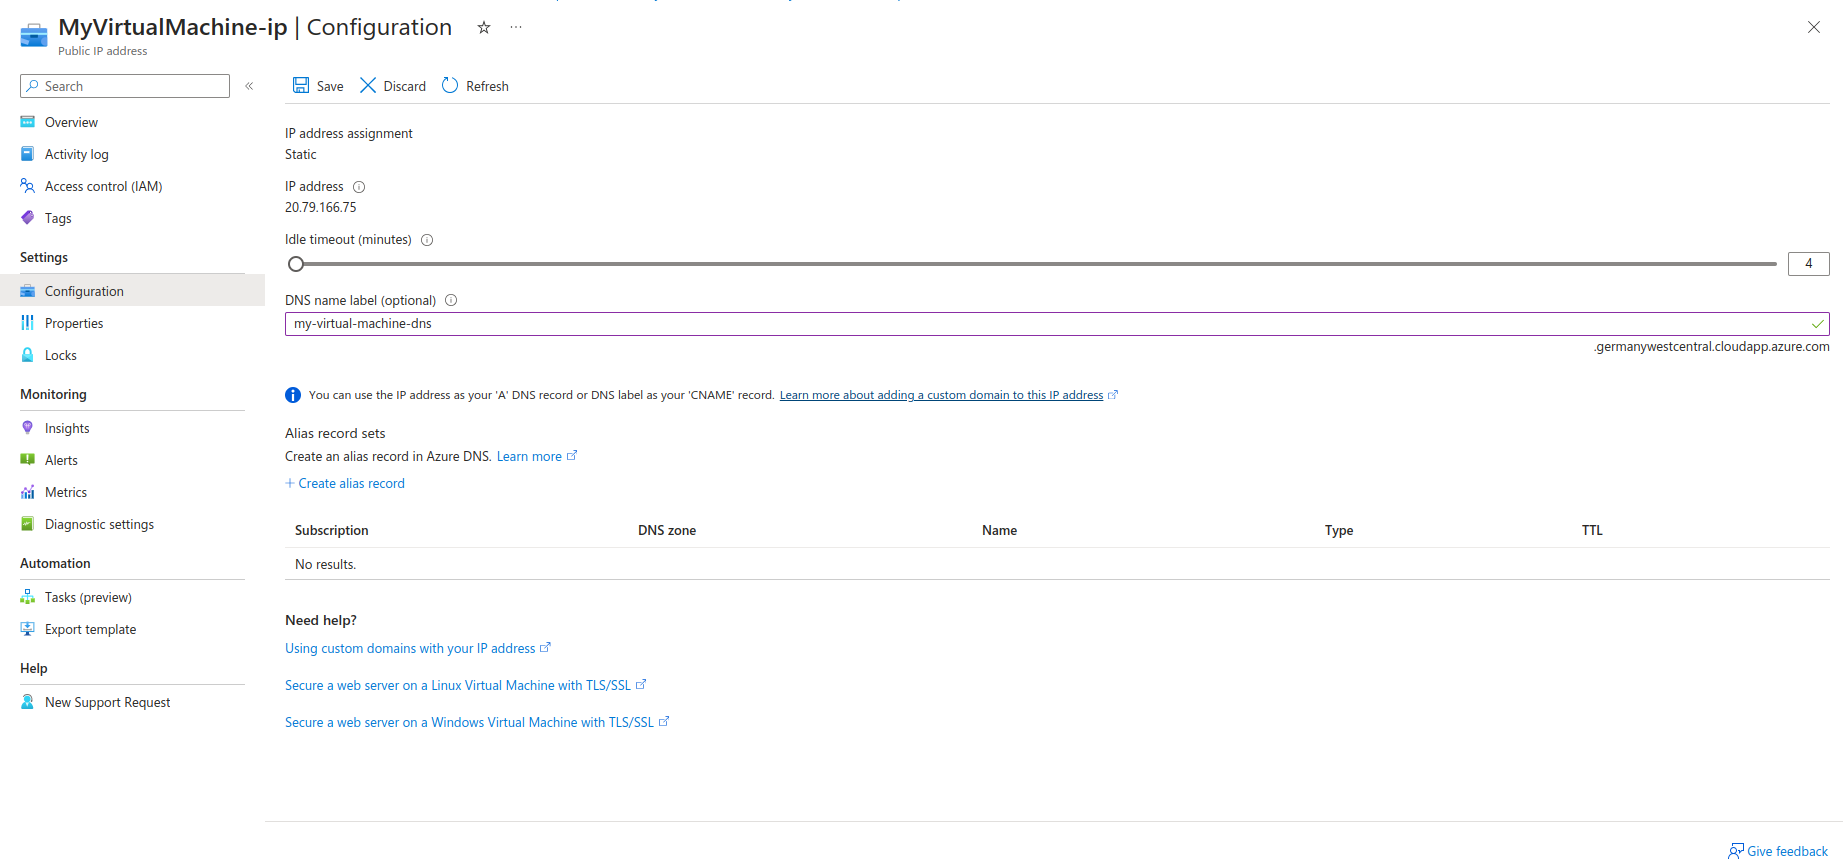 MyVirtualMachine-ip | Configuration
Public IP address
Search
Overview
Activity log
Access control (IAM)
Tags
Settings
Configuration
Properties
Locks
Monitoring
Insights
Alerts
Metrics
Diagnostic settings
Automation
Tasks (preview)
Export template
Help
New Support Request
Save Discard Refresh
IP address assignment
Static
IP address
20.79.166.75
Idle timeout (minutes)
4
DNS name label (optional)
my-virtual-machine-dns
.germanywestcentral.cloudapp.azure.com
You can use the IP address as your 'A' DNS record or DNS label as your 'CNAME' record. Learn more about adding a custom domain to this IP address
Alias record sets
Create an alias record in Azure DNS. Learn more
+ Create alias record
Subscription DNS zone Name Type TTL
No results.
Need help?
Using custom domains with your IP address
Secure a web server on a Linux Virtual Machine with TLS/SSL
Secure a web server on a Windows Virtual Machine with TLS/SSL
Give feedback